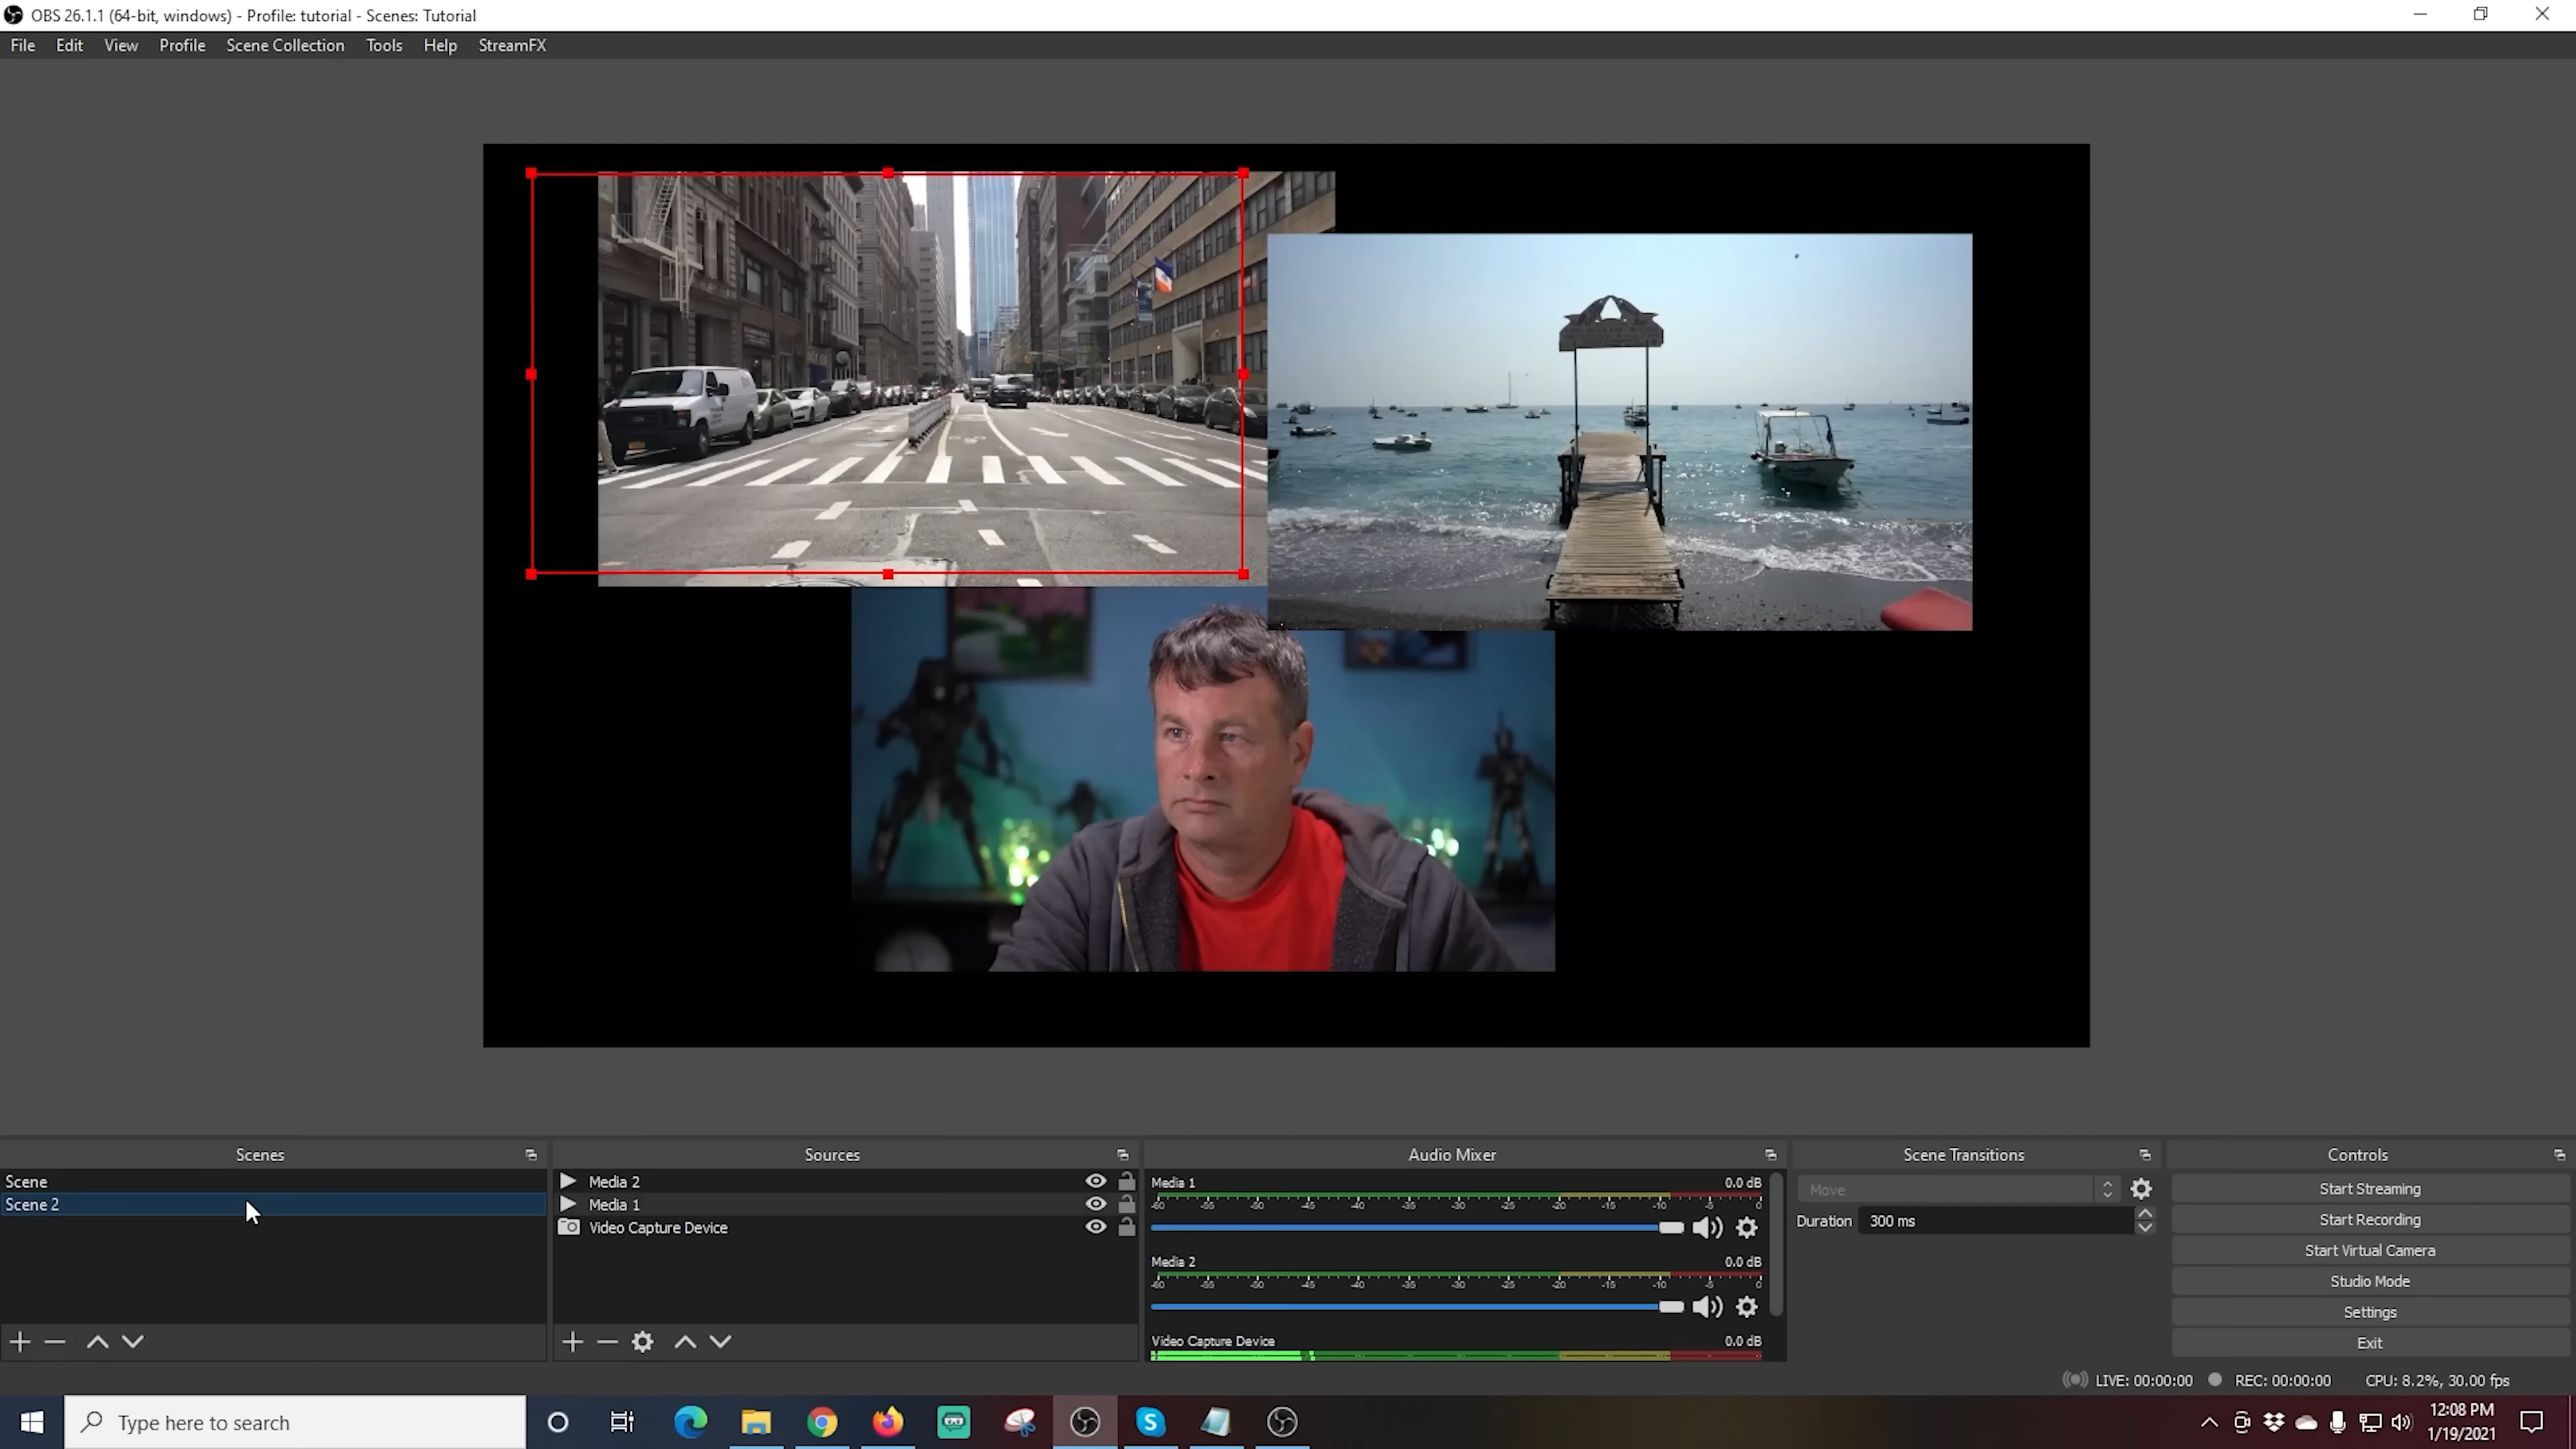 OBS 26.1.1 (64-bit, windows) - Profile: tutorial - Scenes: Tutorial
File Edit View Profile Scene Collection Tools Help StreamFX
Scenes
Scene
Scene 2
Sources
Media 2
Media 1
Video Capture Device
Audio Mixer
Media 1 0.0 dB
-60 -55 -50 -45 -40 -35 -30 -25 -20 -15 -10 -5 0
Media 2 0.0 dB
-60 -55 -50 -45 -40 -35 -30 -25 -20 -15 -10 -5 0
Video Capture Device 0.0 dB
Scene Transitions
Move
Duration 300 ms
Controls
Start Streaming
Start Recording
Start Virtual Camera
Studio Mode
Settings
Exit
LIVE: 00:00:00 REC: 00:00:00 CPU: 8.2%, 30.00 fps
Type here to search
12:08 PM
1/19/2021